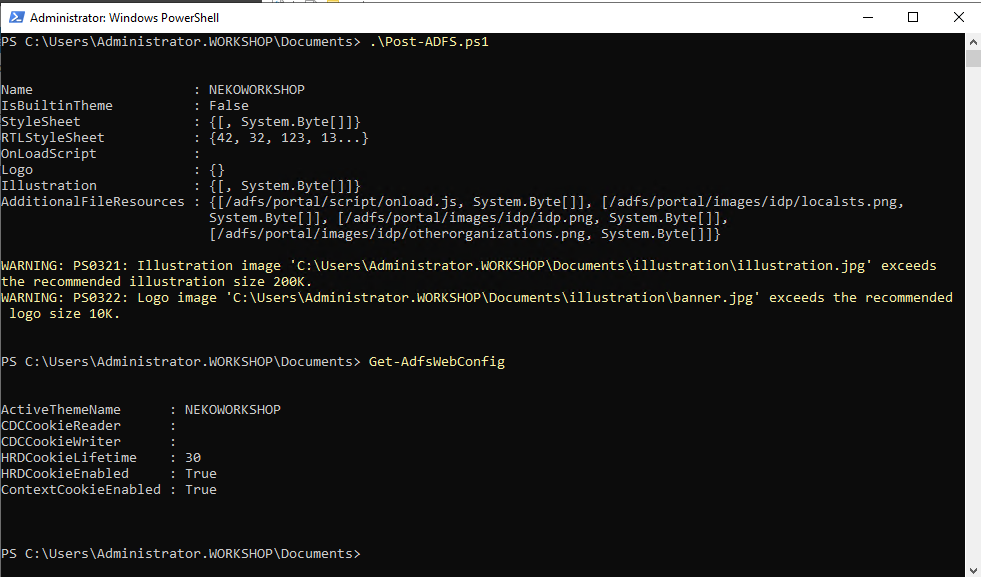 Administrator: Windows PowerShell
PS C:\Users\Administrator.WORKSHOP\Documents> .\Post-ADFS.ps1
Name                    : NEKOWORKSHOP
IsBuiltinTheme          : False
StyleSheet              : {[, System.Byte[]]}
RTLStyleSheet           : {42, 32, 123, 13...}
OnLoadScript            :
Logo                    : {}
Illustration            : {[, System.Byte[]]}
AdditionalFileResources : {[/adfs/portal/script/onload.js, System.Byte[]], [/adfs/portal/images/idp/localsts.png,
                          System.Byte[]], [/adfs/portal/images/idp/idp.png, System.Byte[]],
                          [/adfs/portal/images/idp/otherorganizations.png, System.Byte[]]}
WARNING: PS0321: Illustration image 'C:\Users\Administrator.WORKSHOP\Documents\illustration\illustration.jpg' exceeds
the recommended illustration size 200K.
WARNING: PS0322: Logo image 'C:\Users\Administrator.WORKSHOP\Documents\illustration\banner.jpg' exceeds the recommended
 logo size 10K.
PS C:\Users\Administrator.WORKSHOP\Documents> Get-AdfsWebConfig
ActiveThemeName      : NEKOWORKSHOP
CDCCookieReader      :
CDCCookieWriter      :
HRDCookieLifetime    : 30
HRDCookieEnabled     : True
ContextCookieEnabled : True
PS C:\Users\Administrator.WORKSHOP\Documents>